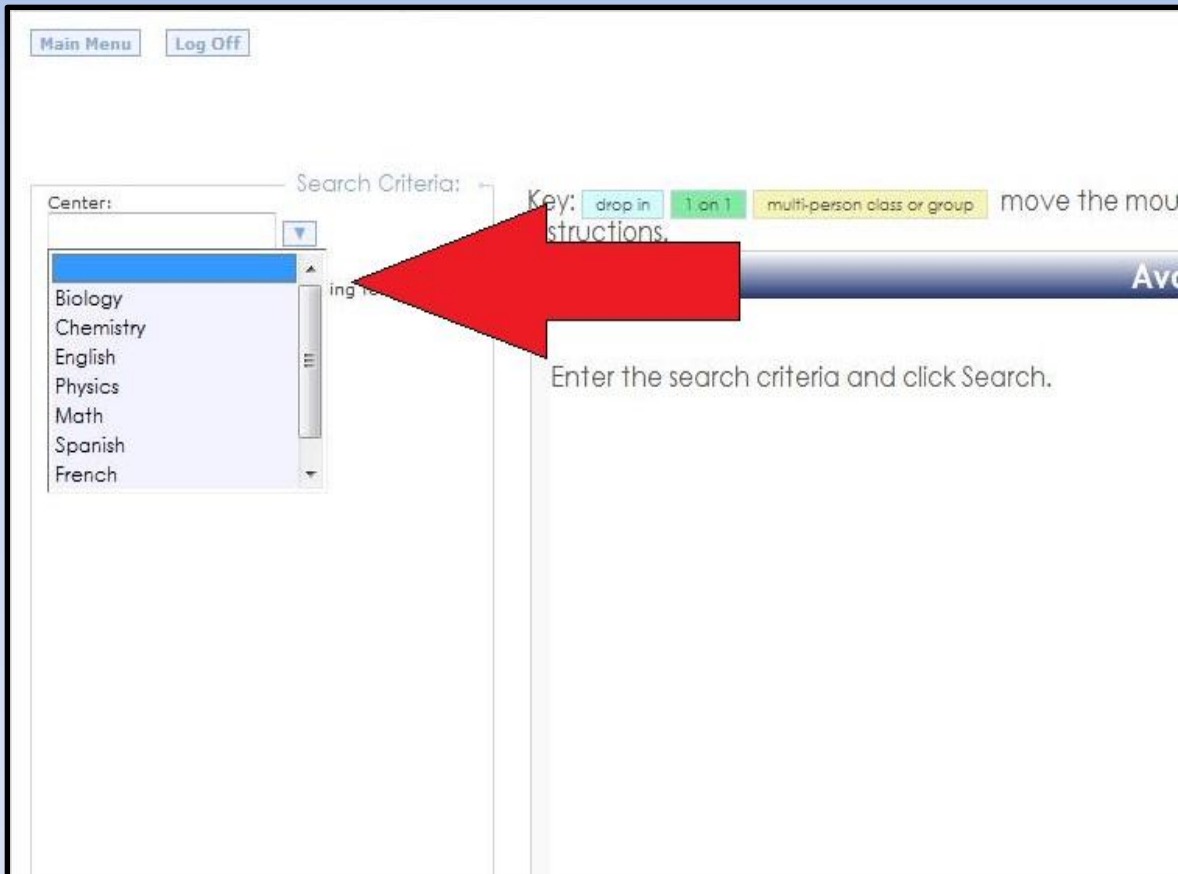 Main Menu Log Off
Search Criteria:
Center:
Key: drop in 1 on 1 multi-person class or group move the mou
structions.
Biology
ing
Chemistry
English
Physics
Math
Spanish
French
Enter the search criteria and click Search.